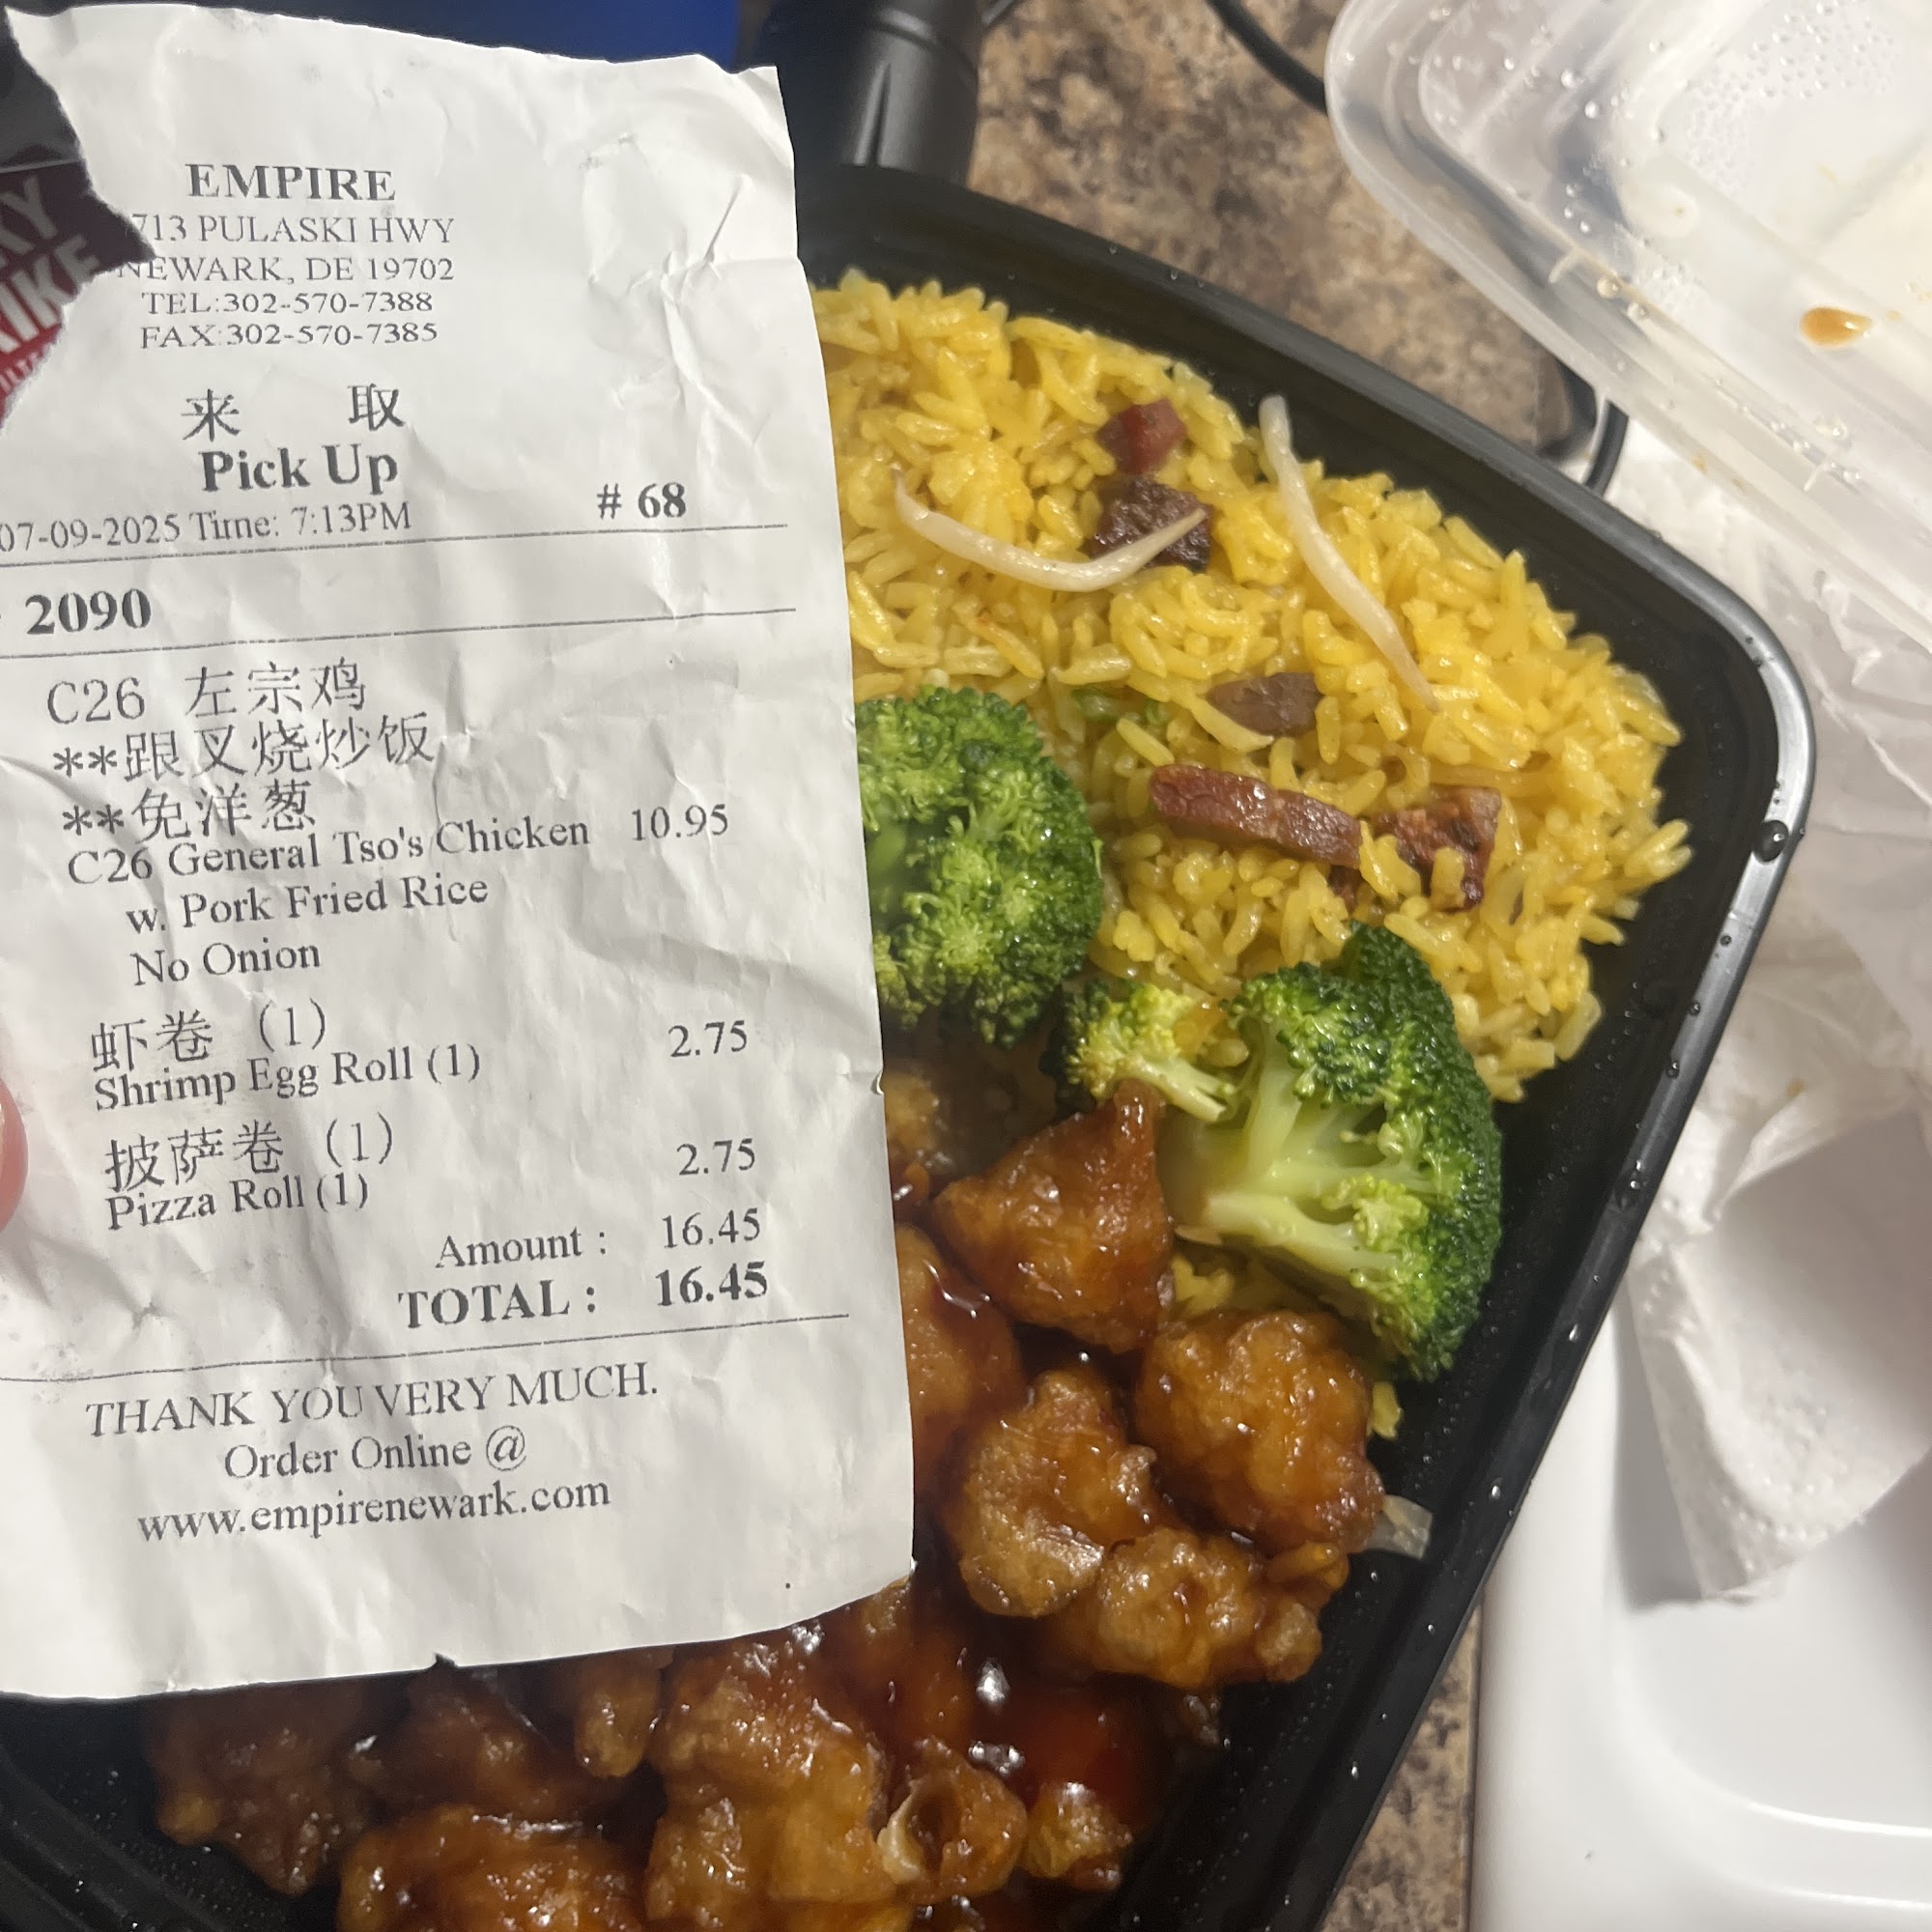 EMPIRE
713 PULASKI HWY
NEWARK, DE 19702
TEL:302-570-7388
FAX:302-570-7385
来 取
Pick Up
07-09-2025 Time: 7:13PM # 68
2090
C26 左宗鸡
**跟叉烧炒饭
**免洋葱
C26 General Tso's Chicken 10.95
w. Pork Fried Rice
No Onion
虾卷 (1)
Shrimp Egg Roll (1) 2.75
披萨卷 (1)
Pizza Roll (1) 2.75
Amount : 16.45
TOTAL : 16.45
THANK YOU VERY MUCH.
Order Online @
www.empirenewark.com